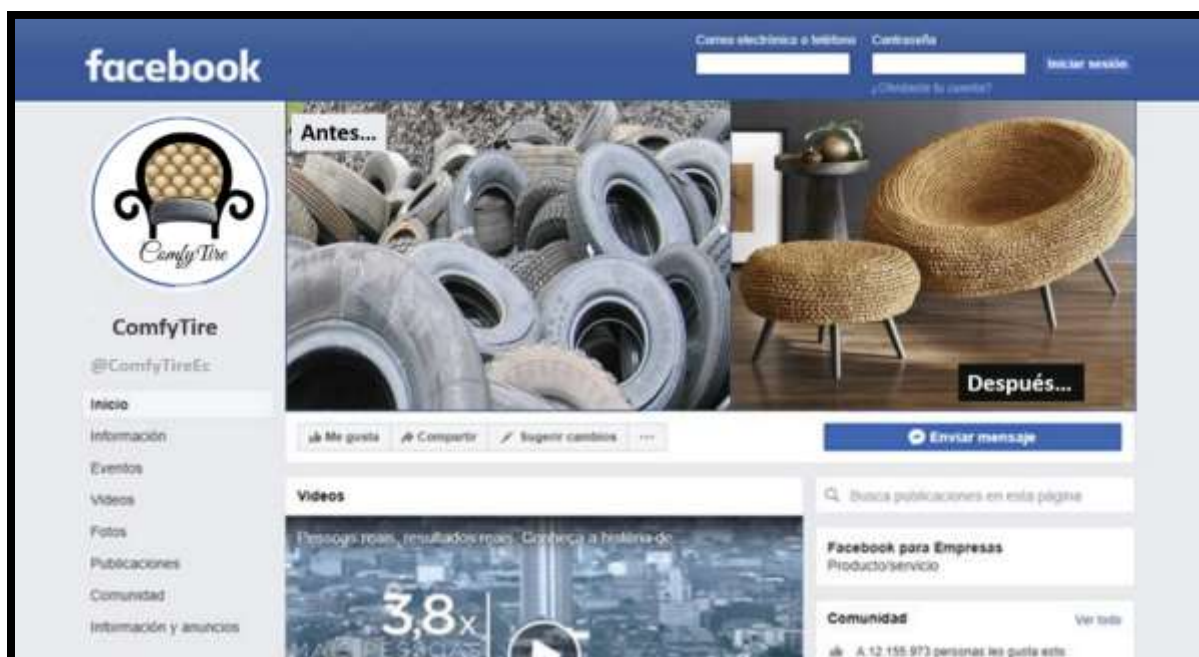 facebook
Correo electrónico o teléfono
Contraseña
Iniciar sesión
¿Olvidaste tu cuenta?
Antes...
Comfy Tire
ComfyTire
@ComfyTireEc
Después...
Inicio
Información
Eventos
Videos
Fotos
Publicaciones
Comunidad
Información y anuncios
Me gusta
Compartir
Sugerir cambios
Enviar mensaje
Videos
Pessoas reais, resultados reais. Conheça a história de
3,8x
Busca publicaciones en esta página
Facebook para Empresas
Producto/servicio
Comunidad
Ver todo
A 12.155.973 personas les gusta esto